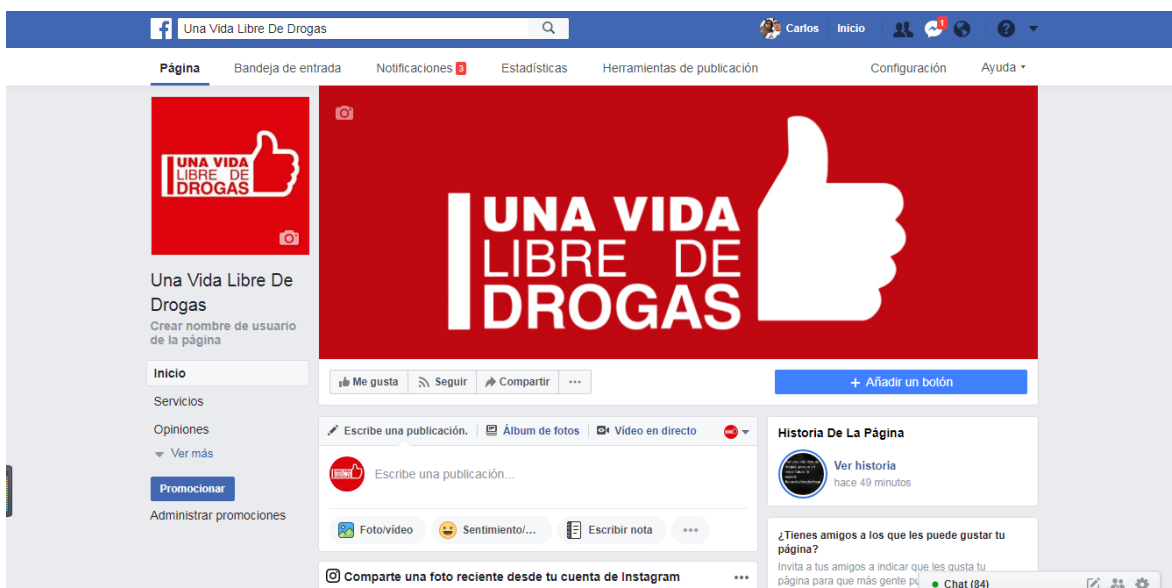 Una Vida Libre De Drogas
Carlos Inicio 1
Página Bandeja de entrada Notificaciones 3 Estadísticas Herramientas de publicación Configuración Ayuda
UNA VIDA
LIBRE DE
DROGAS
UNA VIDA
LIBRE DE
DROGAS
Una Vida Libre De
Drogas
Crear nombre de usuario
de la página
Inicio
Servicios
Opiniones
Ver más
Promocionar
Administrar promociones
Me gusta Seguir Compartir ...
+ Añadir un botón
Escribe una publicación. Álbum de fotos Vídeo en directo
Escribe una publicación...
Foto/vídeo Sentimiento/... Escribir nota ...
Comparte una foto reciente desde tu cuenta de Instagram ...
Historia De La Página
Ver historia
hace 49 minutos
¿Tienes amigos a los que les puede gustar tu
página?
Invita a tus amigos a indicar que les gusta tu
página para que más gente
Chat (84)